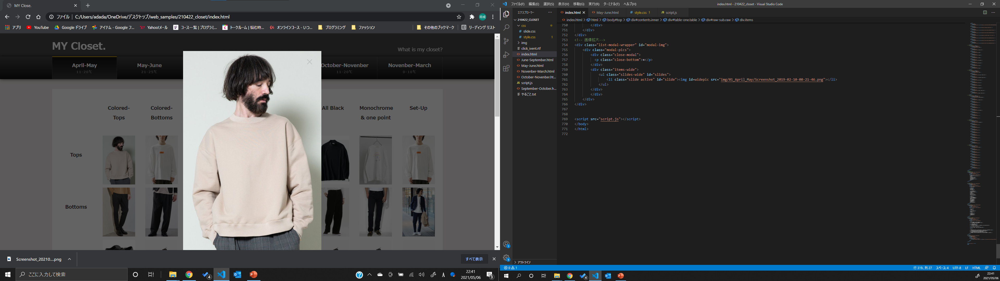 MY Close.
ファイル | C:/Users/adada/OneDrive/デスクトップ/web_samples/210422_closet/index.html
アプリ YouTube Google ドライブ アイテム - Google フ... Yahoo!メール コース一覧 | プログラミ... トークルーム | 悩む時... オンラインコース - いつ... プログラミング ファッション その他のブックマーク リーディング リスト
将成
MY Closet.
What is my closet?
April-May
11-20℃
May-June
21-25℃
October-Novenber
11-20℃
Novenber-March
0-10℃
Colored-
Tops
Colored-
Bottoms
All Black
Monochrome
& one point
Set-Up
Tops
Bottoms
Screenshot_20210....png
すべて表示
ここに入力して検索
4
A
22:41
2021/05/06
3
ファイル(F) 編集(E) 選択(S) 表示(V) 移動(G) 実行(R) ターミナル(T) ヘルプ(H)
index.html - 210422_closet - Visual Studio Code
エクスプローラー
210422_CLOSET
css
slide.css
style.css 1
img
click_ivent.rtf
index.html
June-September.html
May-June.html
Novenber-March.html
October-Novenber.ht...
script.js
September-October.h...
やること.txt
アウトライン
index.html May-June.html style.css 1 script.js
index.html > html > body#top > div#contents.inner > div#table-one.table > div#raw-sub.raw > div.items
750 </div>
751 </div>
752 </div>
753 <!-- 画像拡大-->
754 <div class="list-modal-wrapper" id="modal-img">
755 <div class="modal-pics">
756 <div class="close-modal">
757 <p class="close-bottom">×</p>
758 </div>
759 <div class="items-wide">
760 <ul class="slides-wide" id="slides">
761 <li class="slide active" id="slide"><img id=widepic src="img/01_April_May/Screenshot_2019-02-10-00-21-46.png"></li>
762 </ul>
763 </div>
764 </div>
765 </div>
766 </div>
767
768
769 <script src="script.js"></script>
770 </body>
771 </html>
772
1
1
0 1
行 319、列 27 スペース: 4 UTF-8 LF HTML
4
22:41
2021/05/06